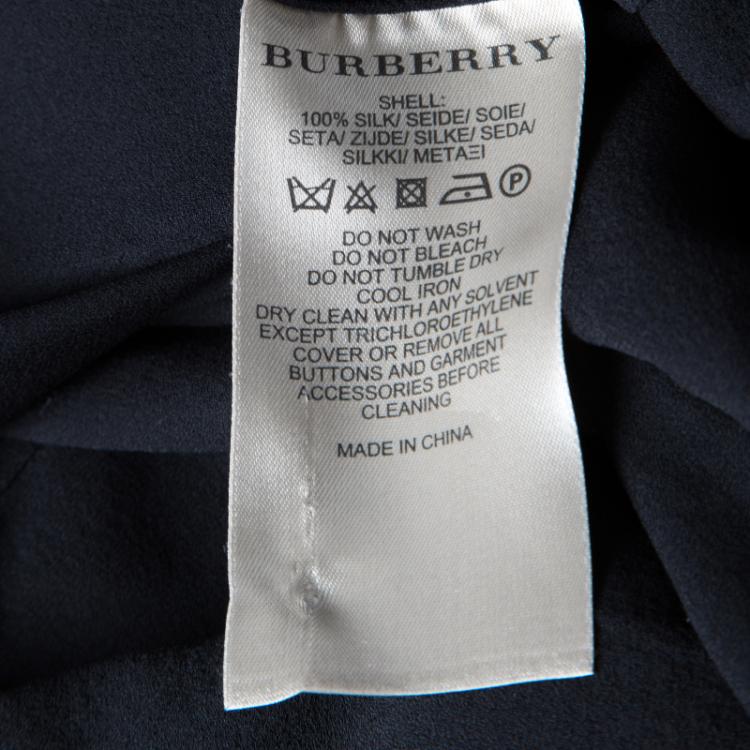 BURBERRY
SHELL:
100% SILK/ SEIDE/ SOIE/
SETA/ ZIJDE/ SILKE/ SEDA/
SILKKI/ ΜΕΤΑΞΙ
P
DO NOT WASH
DO NOT BLEACH
DO NOT TUMBLE DRY
COOL IRON
DRY CLEAN WITH ANY SOLVENT
EXCEPT TRICHLOROETHYLENE
COVER OR REMOVE ALL
BUTTONS AND GARMENT
ACCESSORIES BEFORE
CLEANING
MADE IN CHINA